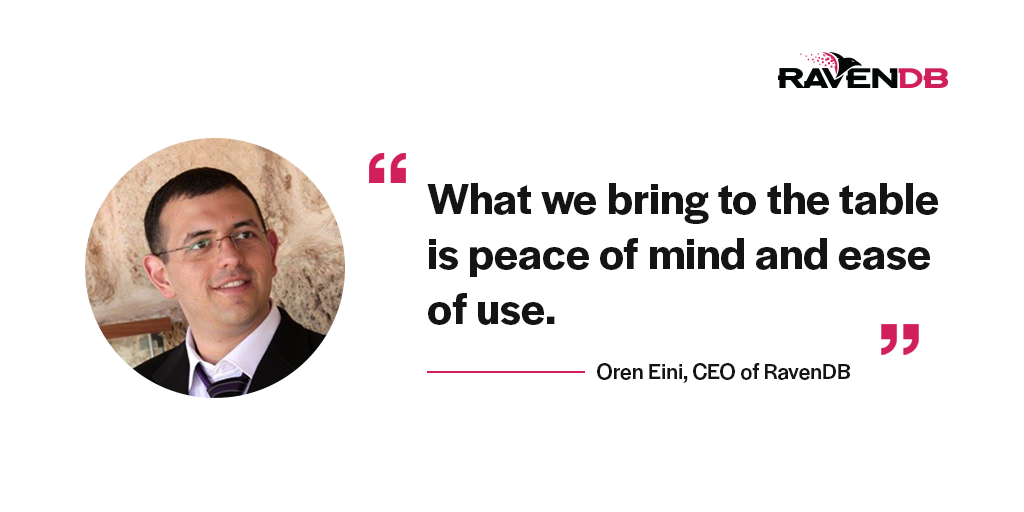 RAVENDB
“
What we bring to the table
is peace of mind and ease
of use.
”
Oren Eini, CEO of RavenDB